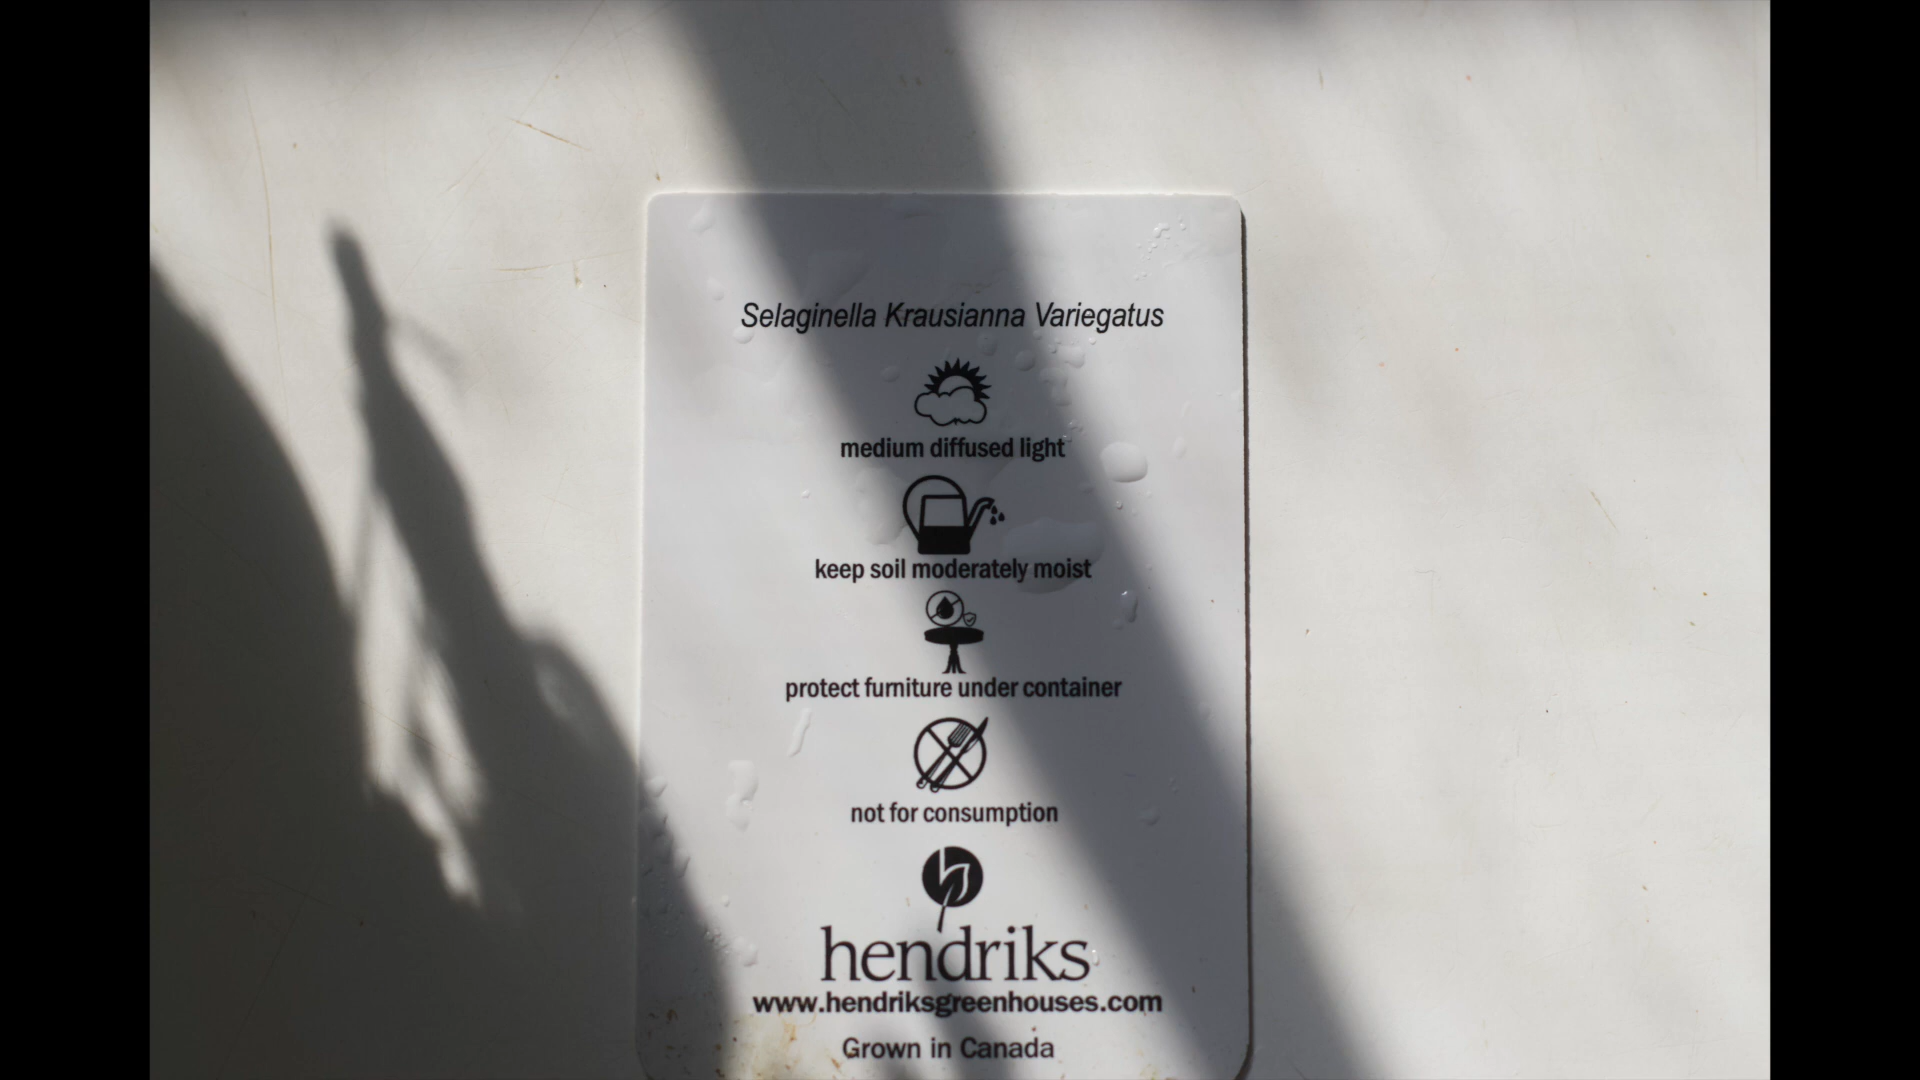 Selaginella Krausianna Variegatus
medium diffused light
keep soil moderately moist
protect furniture under container
not for consumption
hendriks
www.hendriksgreenhouses.com
Grown in Canada